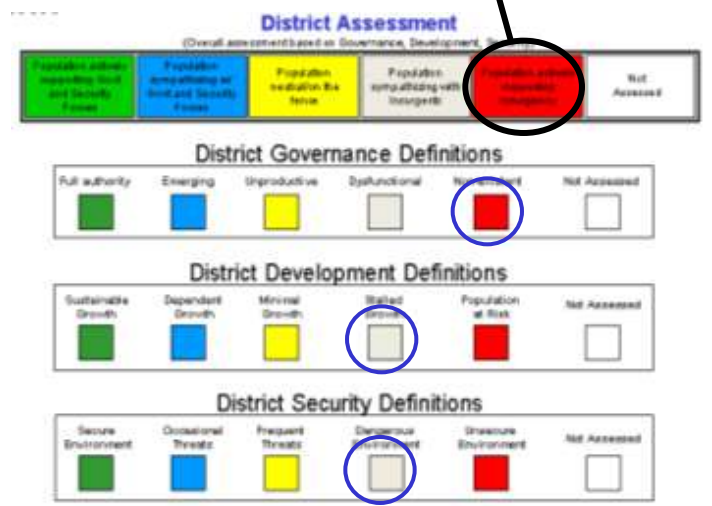 District Assessment
(Overall assessment based on Governance, Development, Security)
Population actively supporting Govt and Security Forces
Population sympathizing w/ Govt and Security Forces
Population neutral/on the fence
Population sympathizing with Insurgents
Population actively supporting Insurgents
Not Assessed
District Governance Definitions
Full authority Emerging Unproductive Dysfunctional Non-existent Not Assessed
District Development Definitions
Sustainable Growth
Dependent Growth
Minimal Growth
Stalled Growth
Population at Risk
Not Assessed
District Security Definitions
Secure Environment
Occasional Threats
Frequent Threats
Dangerous Environment
Unsecure Environment
Not Assessed